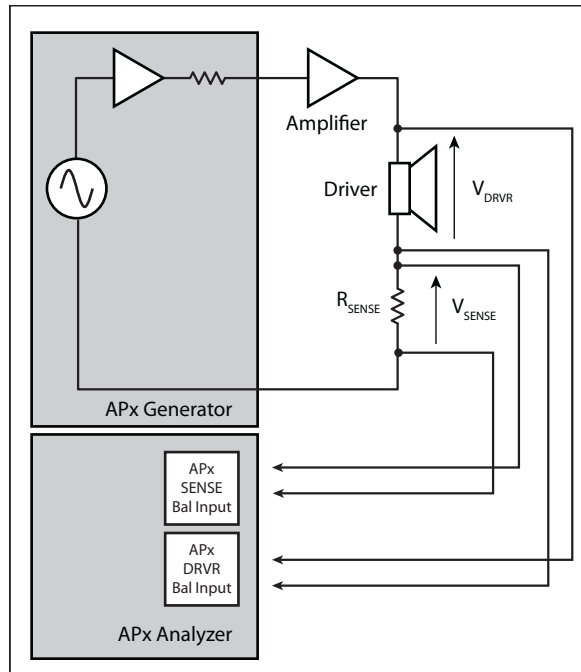 Amplifier
Driver
V_DRVR
R_SENSE
V_SENSE
APx Generator
APx
SENSE
Bal Input
APx
DRVR
Bal Input
APx Analyzer